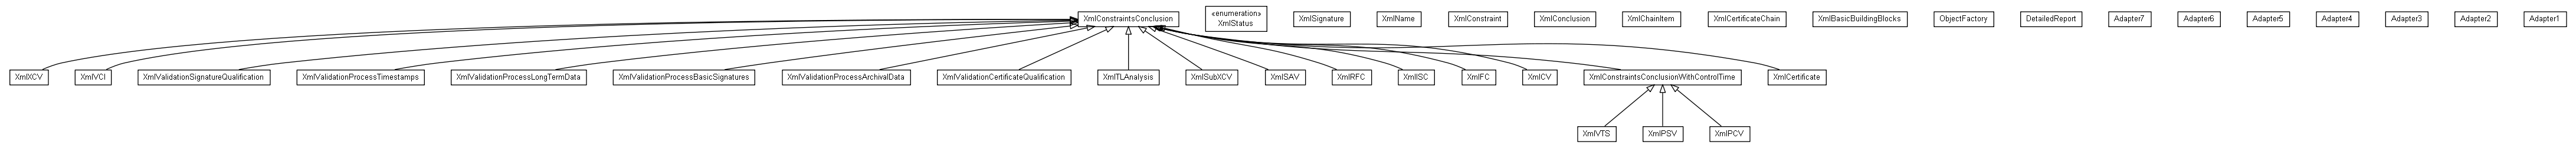 XmlConstraintsConclusion
«enumeration»
XmlStatus
XmlSignature
XmlName
XmlConstraint
XmlConclusion
XmlChainItem
XmlCertificateChain
XmlBasicBuildingBlocks
ObjectFactory
DetailedReport
Adapter7
Adapter6
Adapter5
Adapter4
Adapter3
Adapter2
Adapter1
XmlXCV
XmlVCI
XmlValidationSignatureQualification
XmlValidationProcessTimestamps
XmlValidationProcessLongTermData
XmlValidationProcessBasicSignatures
XmlValidationProcessArchivalData
XmlValidationCertificateQualification
XmlTLAnalysis
XmlSubXCV
XmlSAV
XmlRFC
XmlISC
XmlFC
XmlCV
XmlConstraintsConclusionWithControlTime
XmlCertificate
XmlVTS
XmlPSV
XmlPCV